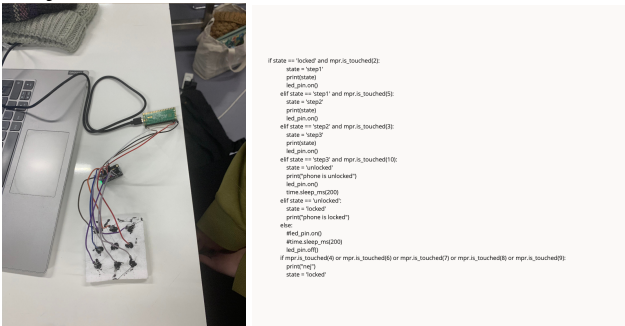 if state == 'locked' and mpr.is_touched(2):
state = 'step1'
print(state)
led_pin.on()
elif state == 'step1' and mpr.is_touched(5):
state = 'step2'
print(state)
led_pin.on()
elif state == 'step2' and mpr.is_touched(3):
state = 'step3'
print(state)
led_pin.on()
elif state == 'step3' and mpr.is_touched(10):
state = 'unlocked'
print("phone is unlocked")
led_pin.on()
time.sleep_ms(200)
elif state == 'unlocked':
state = 'locked'
print("phone is locked")
else:
#led_pin.on()
#time.sleep_ms(200)
led_pin.off()
if mpr.is_touched(4) or mpr.is_touched(6) or mpr.is_touched(7) or mpr.is_touched(8) or mpr.is_touched(9):
print("nej")
state = 'locked'